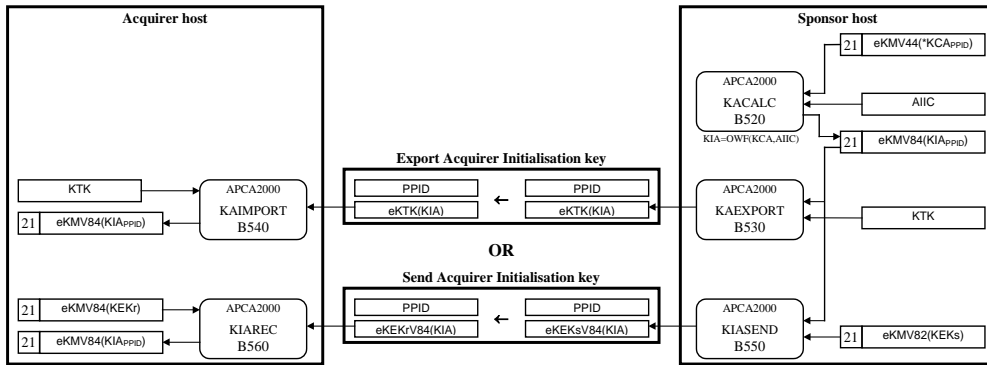 Acquirer host
Sponsor host
21 eKMV44(*KCAPPID)
APCA2000
KACALC
B520
AIIC
KIA=OWF(KCA,AIIC)
21 eKMV84(KIAPPID)
Export Acquirer Initialisation key
KTK
APCA2000
KAIMPORT
B540
21 eKMV84(KIAPPID)
PPID ← PPID
eKTK(KIA) eKTK(KIA)
APCA2000
KAEXPORT
B530
KTK
OR
Send Acquirer Initialisation key
21 eKMV84(KEKr)
APCA2000
KIAREC
B560
21 eKMV84(KIAPPID)
PPID ← PPID
eKEKrV84(KIA) eKEKsV84(KIA)
APCA2000
KIASEND
B550
21 eKMV82(KEKs)